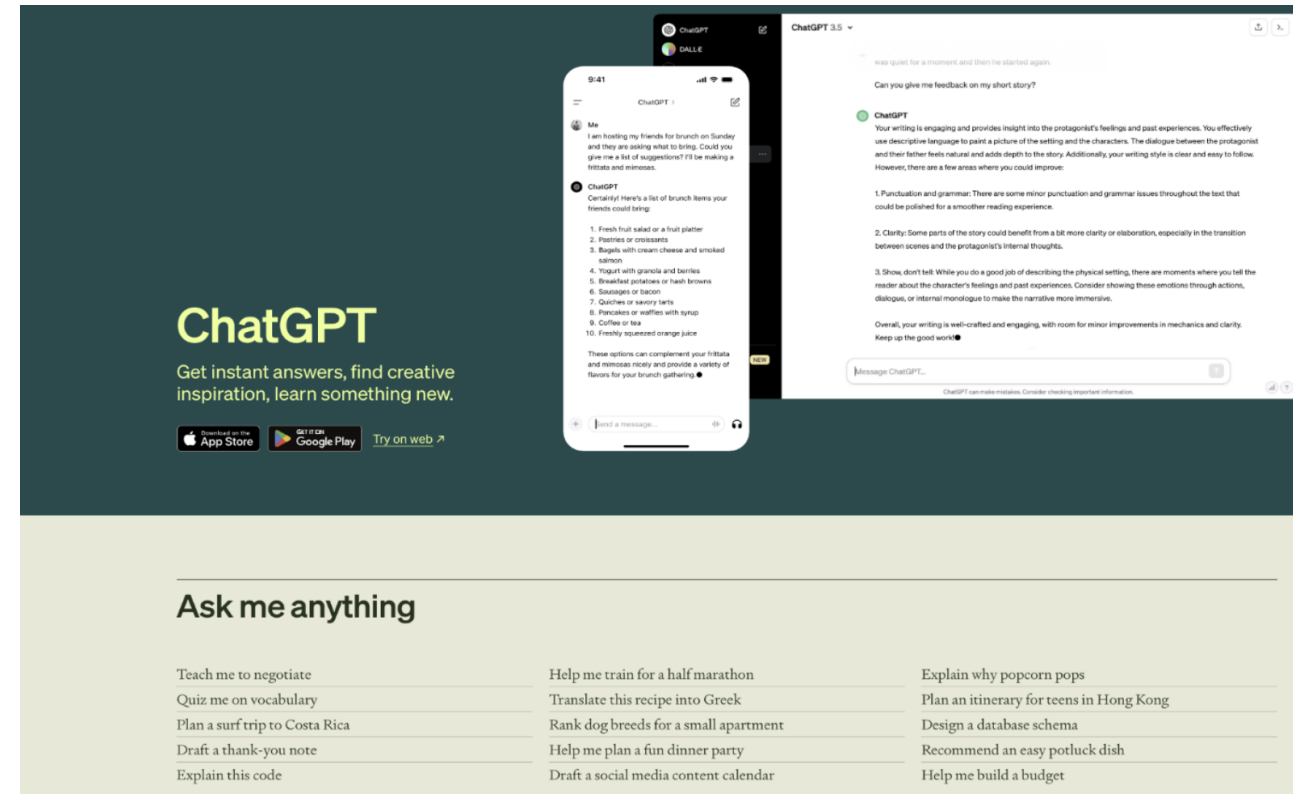 ChatGPT
Get instant answers, find creative
inspiration, learn something new.
Download on the
App Store
GET IT ON
Google Play
Try on web ↗
9:41
ChatGPT
Me
I am hosting my friends for brunch on Sunday
and they are asking what to bring. Could you
give me a list of suggestions? I'll be making a
frittata and mimosas.
ChatGPT
Certainly! Here's a list of brunch items your
friends could bring:
1. Fresh fruit salad or a fruit platter
2. Pastries or croissants
3. Bagels with cream cheese and smoked
salmon
4. Yogurt with granola and berries
5. Breakfast potatoes or hash browns
6. Sausages or bacon
7. Quiches or savory tarts
8. Pancakes or waffles with syrup
9. Coffee or tea
10. Freshly squeezed orange juice
These options can complement your frittata
and mimosas nicely and provide a variety of
flavors for your brunch gathering.
Send a message...
ChatGPT
DALL·E
NEW
ChatGPT 3.5
was quiet for a moment and then he started again.
Can you give me feedback on my short story?
ChatGPT
Your writing is engaging and provides insight into the protagonist's feelings and past experiences. You effectively
use descriptive language to paint a picture of the setting and the characters. The dialogue between the protagonist
and their father feels natural and adds depth to the story. Additionally, your writing style is clear and easy to follow.
However, there are a few areas where you could improve:
1. Punctuation and grammar: There are some minor punctuation and grammar issues throughout the text that
could be polished for a smoother reading experience.
2. Clarity: Some parts of the story could benefit from a bit more clarity or elaboration, especially in the transition
between scenes and the protagonist's internal thoughts.
3. Show, don't tell: While you do a good job of describing the physical setting, there are moments where you tell the
reader about the character's feelings and past experiences. Consider showing these emotions through actions,
dialogue, or internal monologue to make the narrative more immersive.
Overall, your writing is well-crafted and engaging, with room for minor improvements in mechanics and clarity.
Keep up the good work!
Message ChatGPT...
ChatGPT can make mistakes. Consider checking important information.
?
Ask me anything
Teach me to negotiate
Quiz me on vocabulary
Plan a surf trip to Costa Rica
Draft a thank-you note
Explain this code
Help me train for a half marathon
Translate this recipe into Greek
Rank dog breeds for a small apartment
Help me plan a fun dinner party
Draft a social media content calendar
Explain why popcorn pops
Plan an itinerary for teens in Hong Kong
Design a database schema
Recommend an easy potluck dish
Help me build a budget